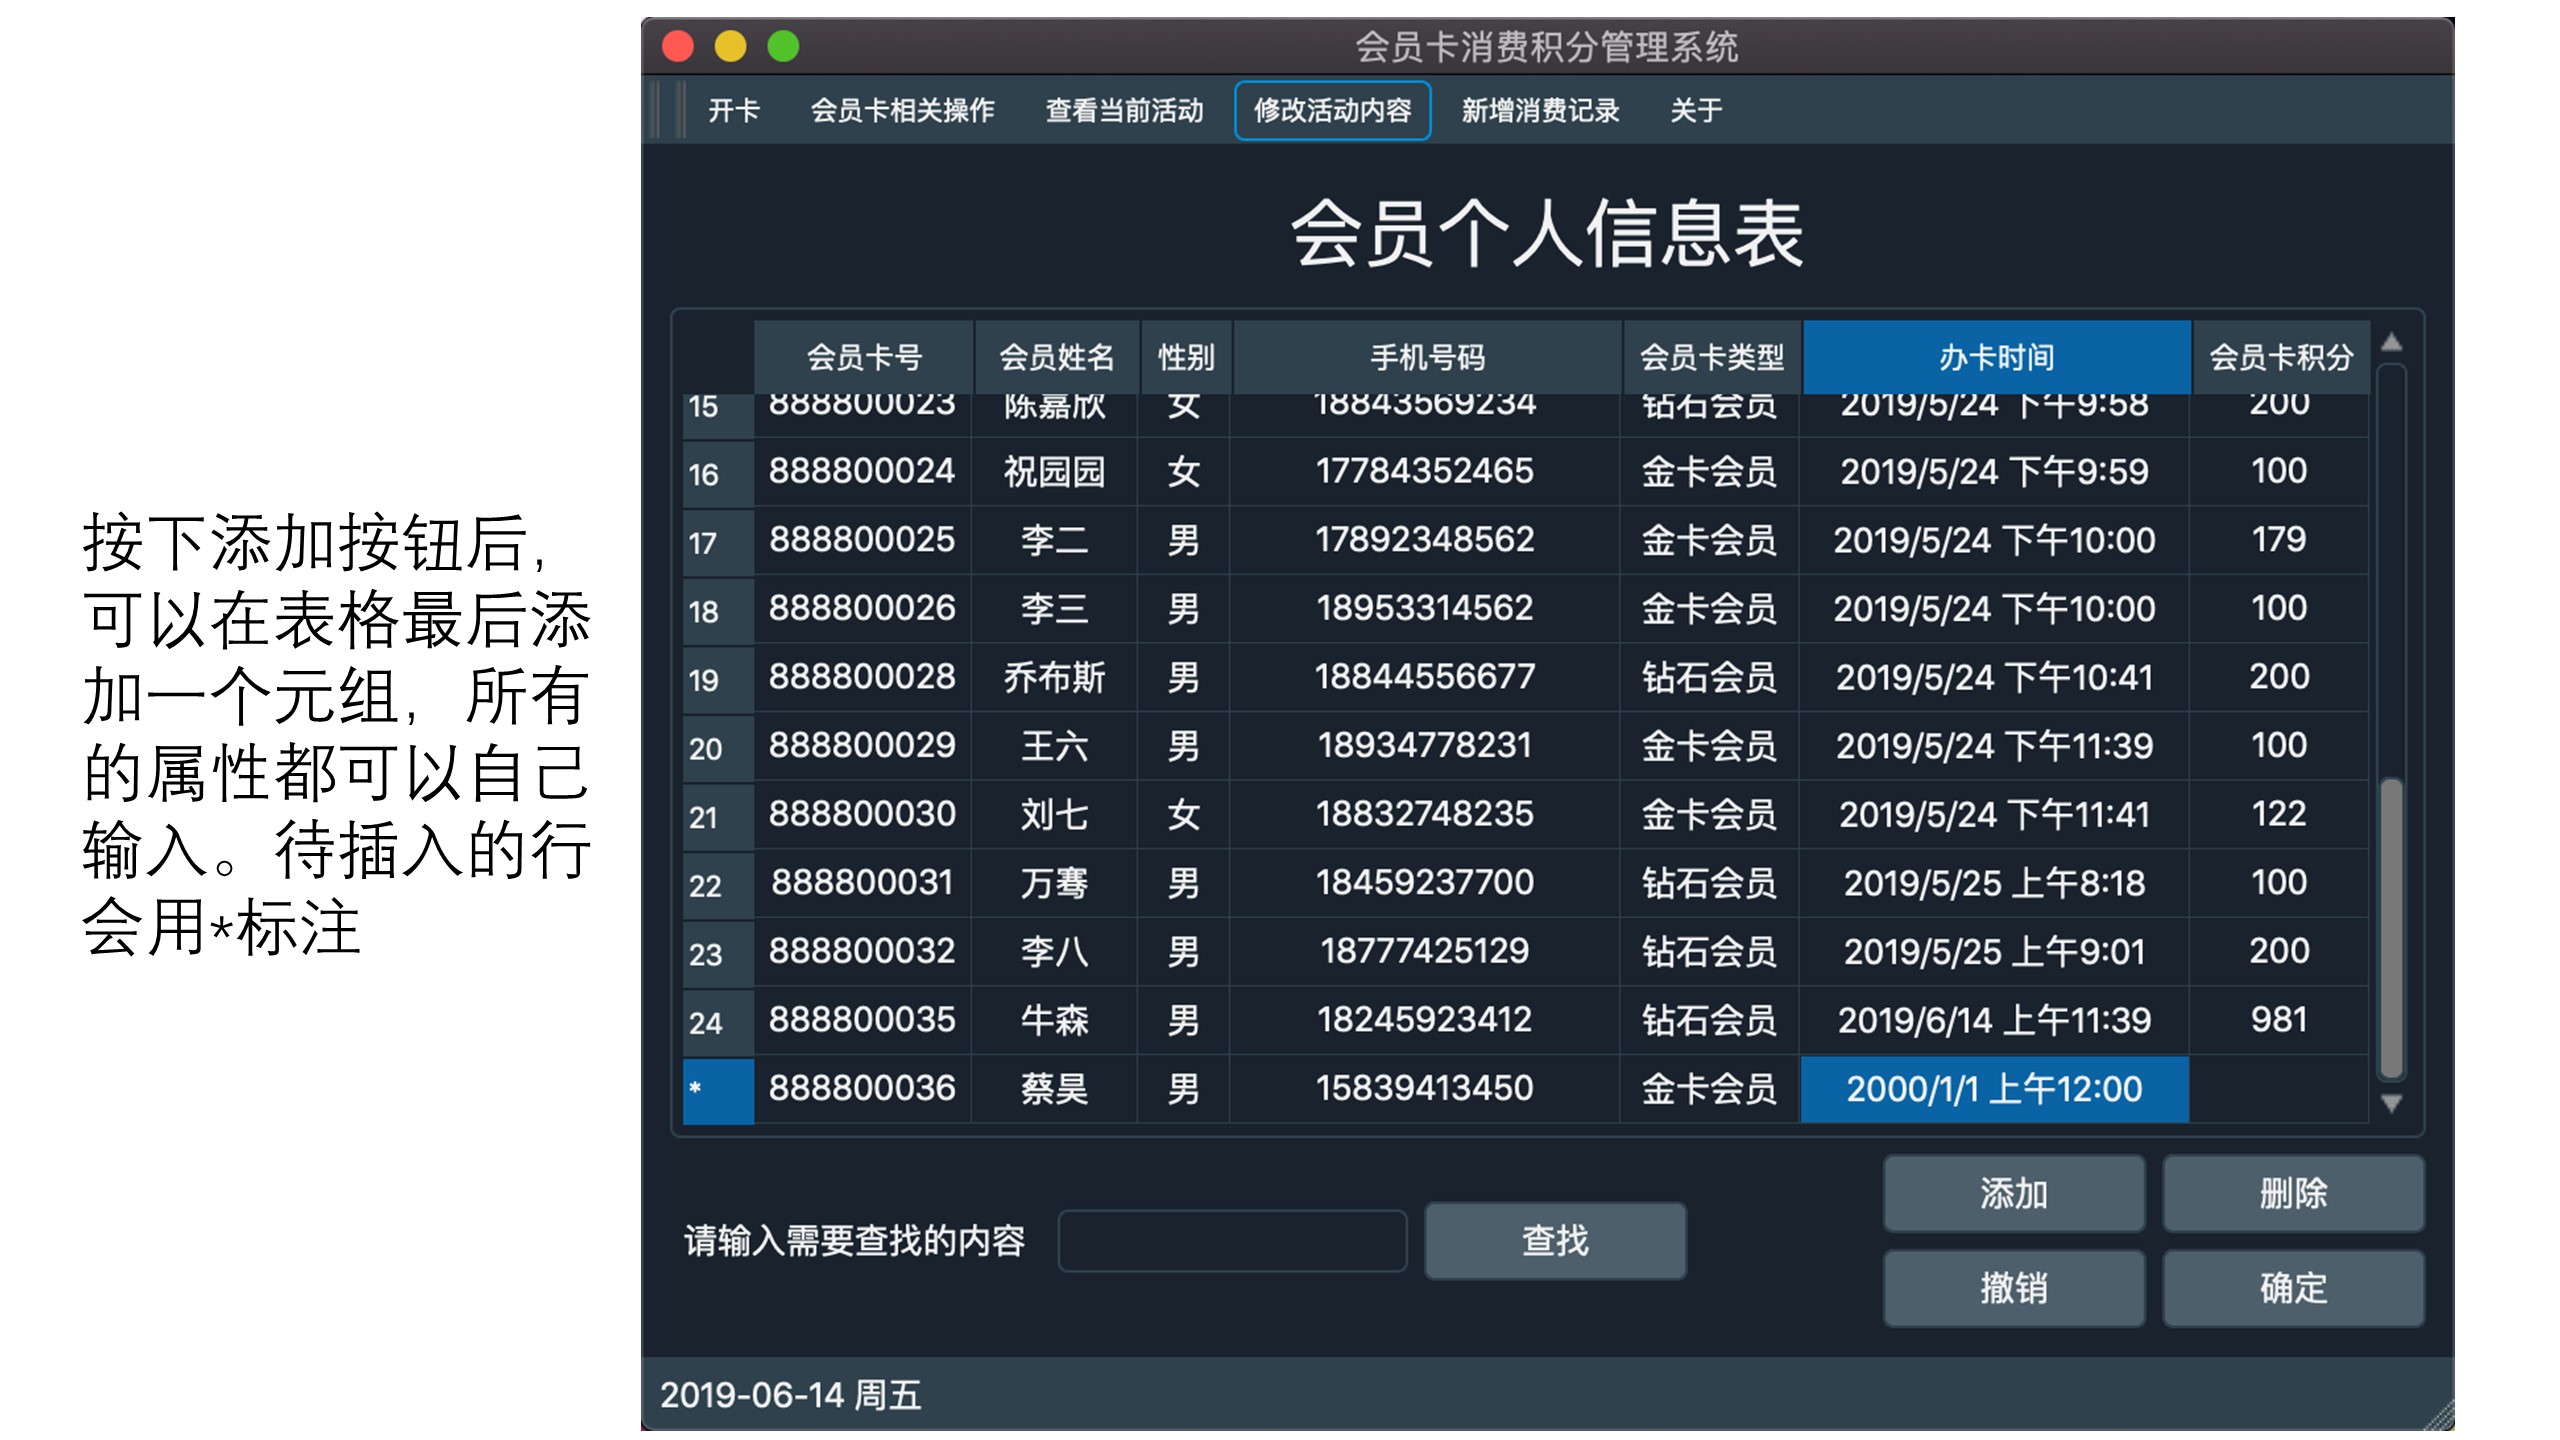 按下添加按钮后,
可以在表格最后添
加一个元组，所有
的属性都可以自己
输入。待插入的行
会用*标注
会员卡消费积分管理系统
开卡 会员卡相关操作 查看当前活动 修改活动内容 新增消费记录 关于
会员个人信息表
会员卡号 会员姓名 性别 手机号码 会员卡类型 办卡时间 会员卡积分
15 888800023 陈嘉欣 女 18843569234 钻石会员 2019/5/24 下午9:58 200
16 888800024 祝园园 女 17784352465 金卡会员 2019/5/24 下午9:59 100
17 888800025 李二 男 17892348562 金卡会员 2019/5/24 下午10:00 179
18 888800026 李三 男 18953314562 金卡会员 2019/5/24 下午10:00 100
19 888800028 乔布斯 男 18844556677 钻石会员 2019/5/24 下午10:41 200
20 888800029 王六 男 18934778231 金卡会员 2019/5/24 下午11:39 100
21 888800030 刘七 女 18832748235 金卡会员 2019/5/24 下午11:41 122
22 888800031 万骞 男 18459237700 钻石会员 2019/5/25 上午8:18 100
23 888800032 李八 男 18777425129 钻石会员 2019/5/25 上午9:01 200
24 888800035 牛森 男 18245923412 钻石会员 2019/6/14 上午11:39 981
* 888800036 蔡昊 男 15839413450 金卡会员 2000/1/1 上午12:00
添加 删除
请输入需要查找的内容 查找
撤销 确定
2019-06-14 周五